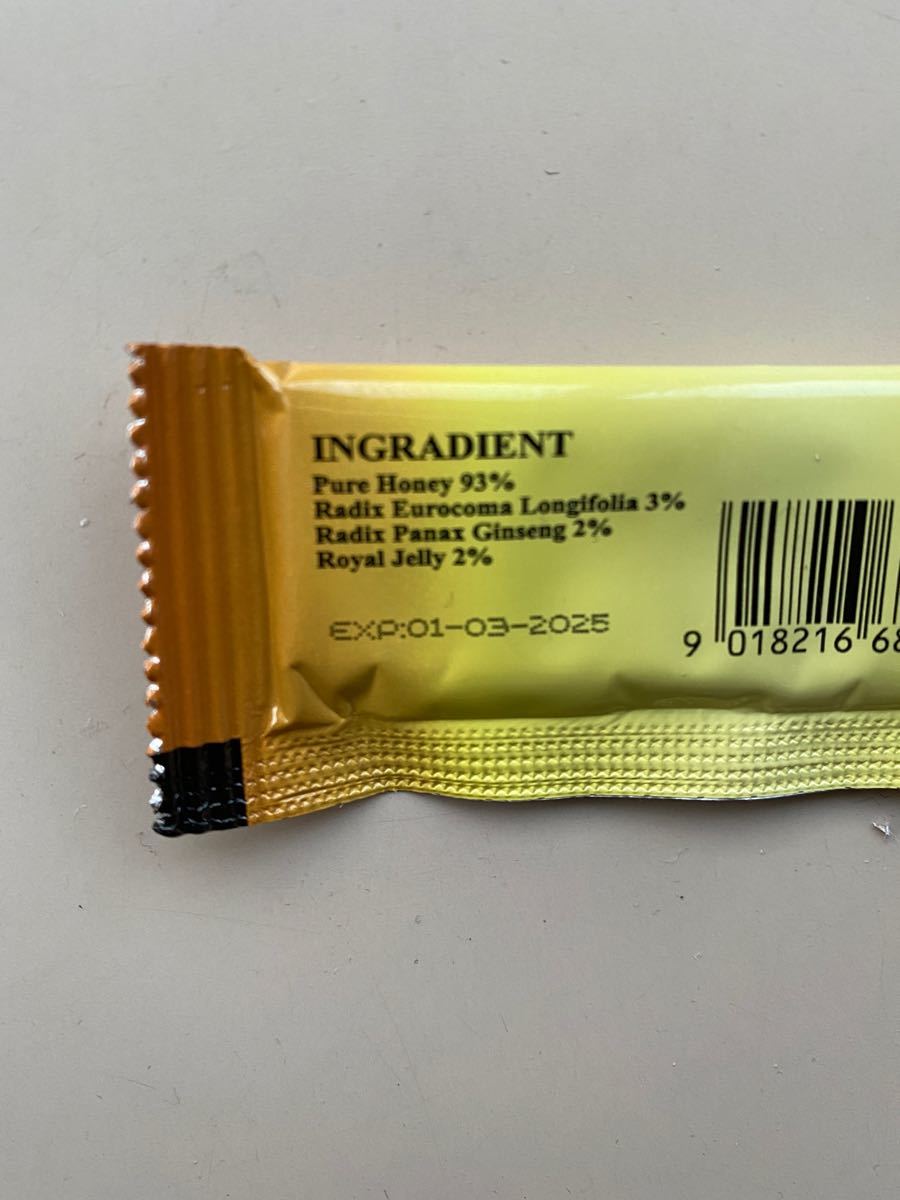 INGRADIENT
Pure Honey 93%
Radix Eurocoma Longifolia 3%
Radix Panax Ginseng 2%
Royal Jelly 2%
EXP:01-03-2025
9 018216 68